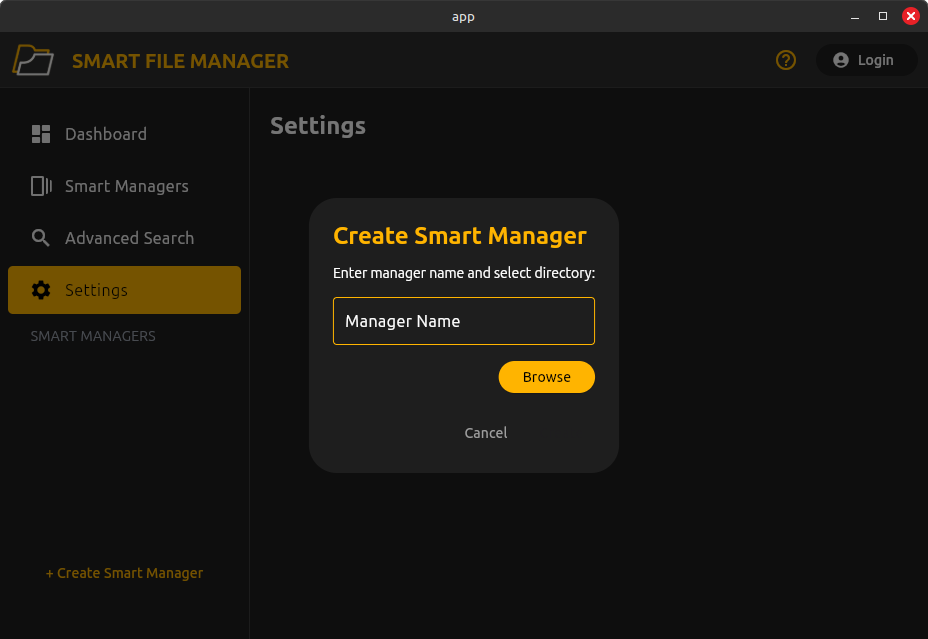 app
SMART FILE MANAGER
Login
Dashboard
Smart Managers
Advanced Search
Settings
SMART MANAGERS
+ Create Smart Manager
Settings
Create Smart Manager
Enter manager name and select directory:
Manager Name
Browse
Cancel